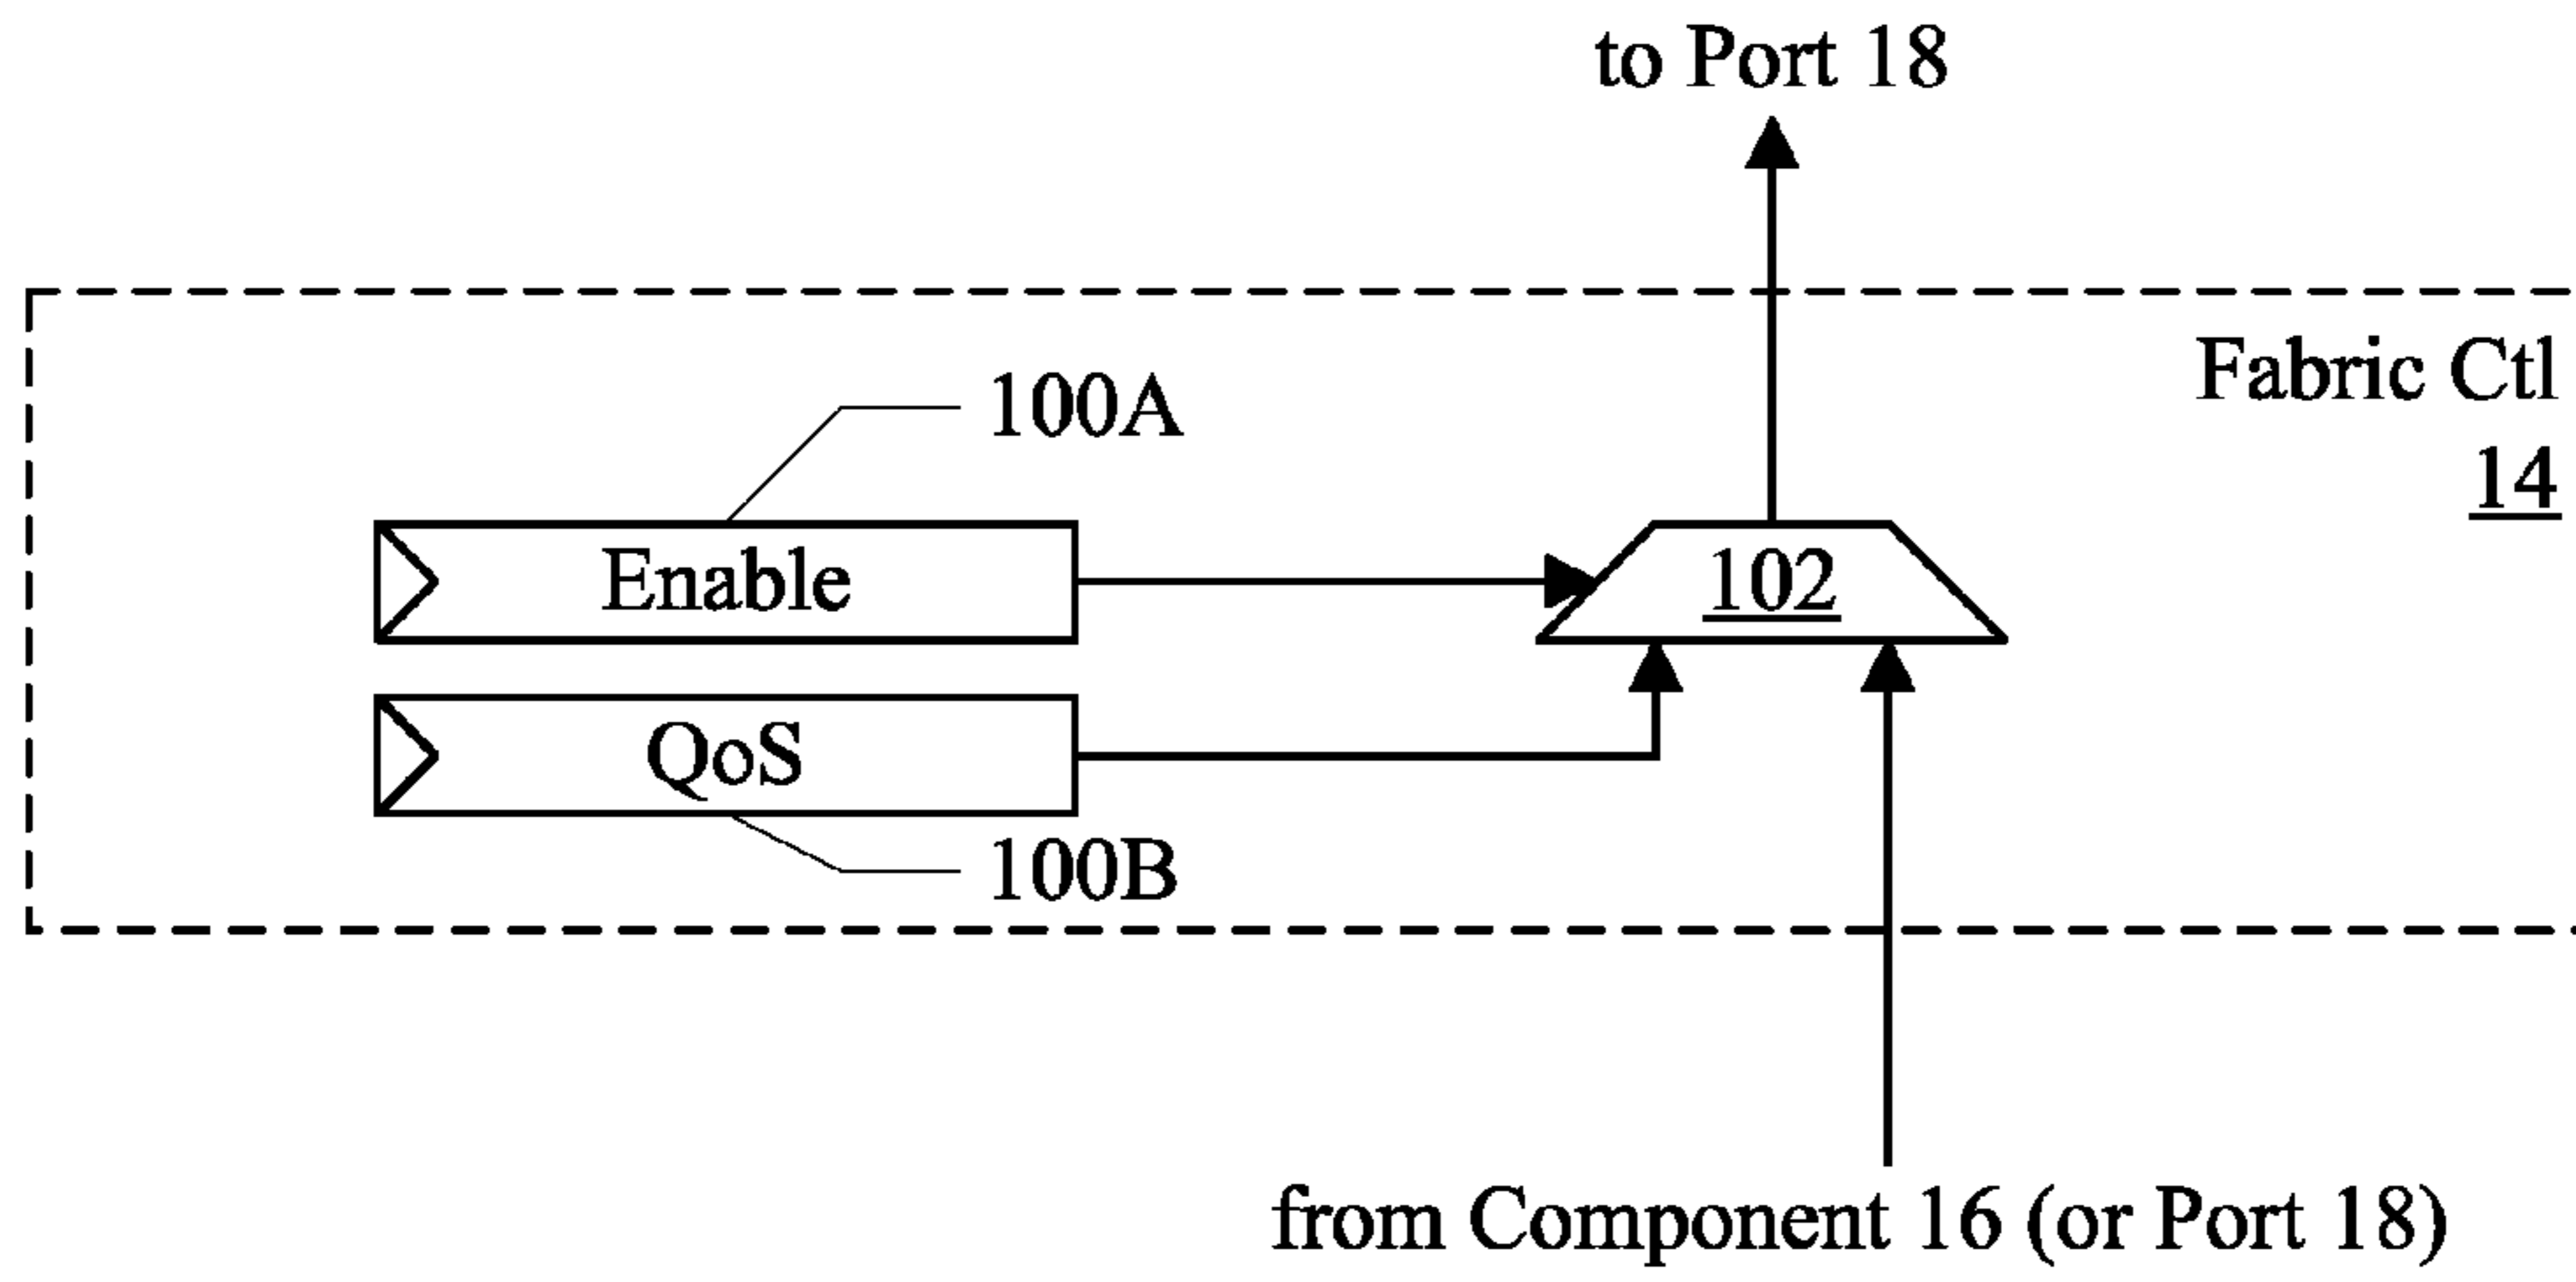 to Port 18
Fabric Ctl
14
100A
Enable
102
QoS
100B
from Component 16 (or Port 18)